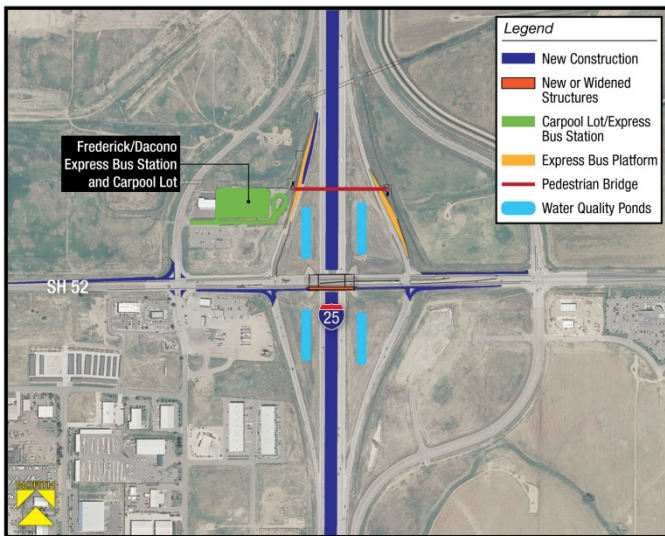 Legend
New Construction
New or Widened
Structures
Carpool Lot/Express
Bus Station
Express Bus Platform
Pedestrian Bridge
Water Quality Ponds
Frederick/Dacono
Express Bus Station
and Carpool Lot
SH 52
25
NORTH